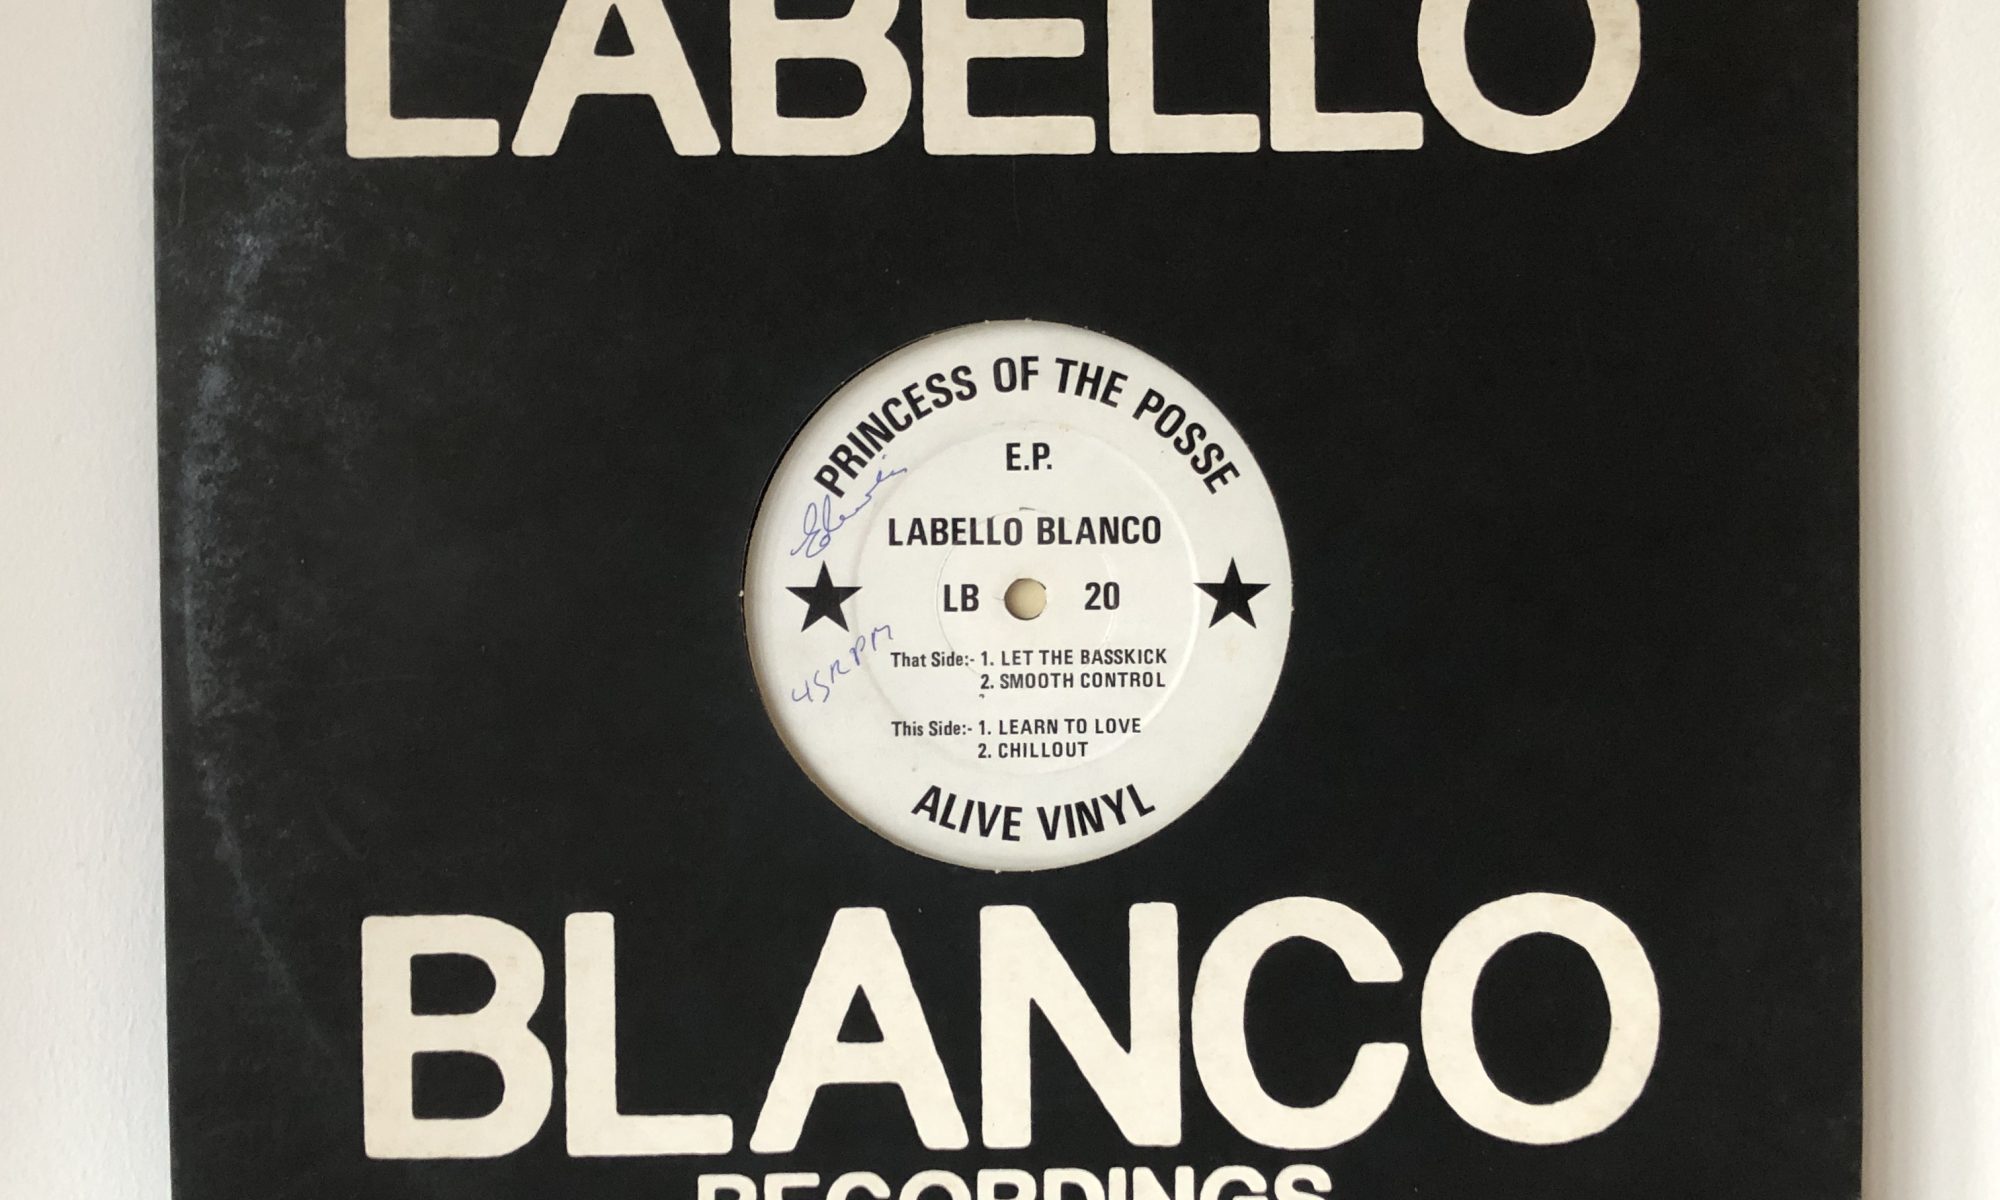 LABELLO
PRINCESS OF THE POSSE
E.P.
LABELLO BLANCO
LB 20
45RPM
That Side:- 1. LET THE BASSKICK
2. SMOOTH CONTROL
This Side:- 1. LEARN TO LOVE
2. CHILLOUT
ALIVE VINYL
BLANCO
RECORDINGS